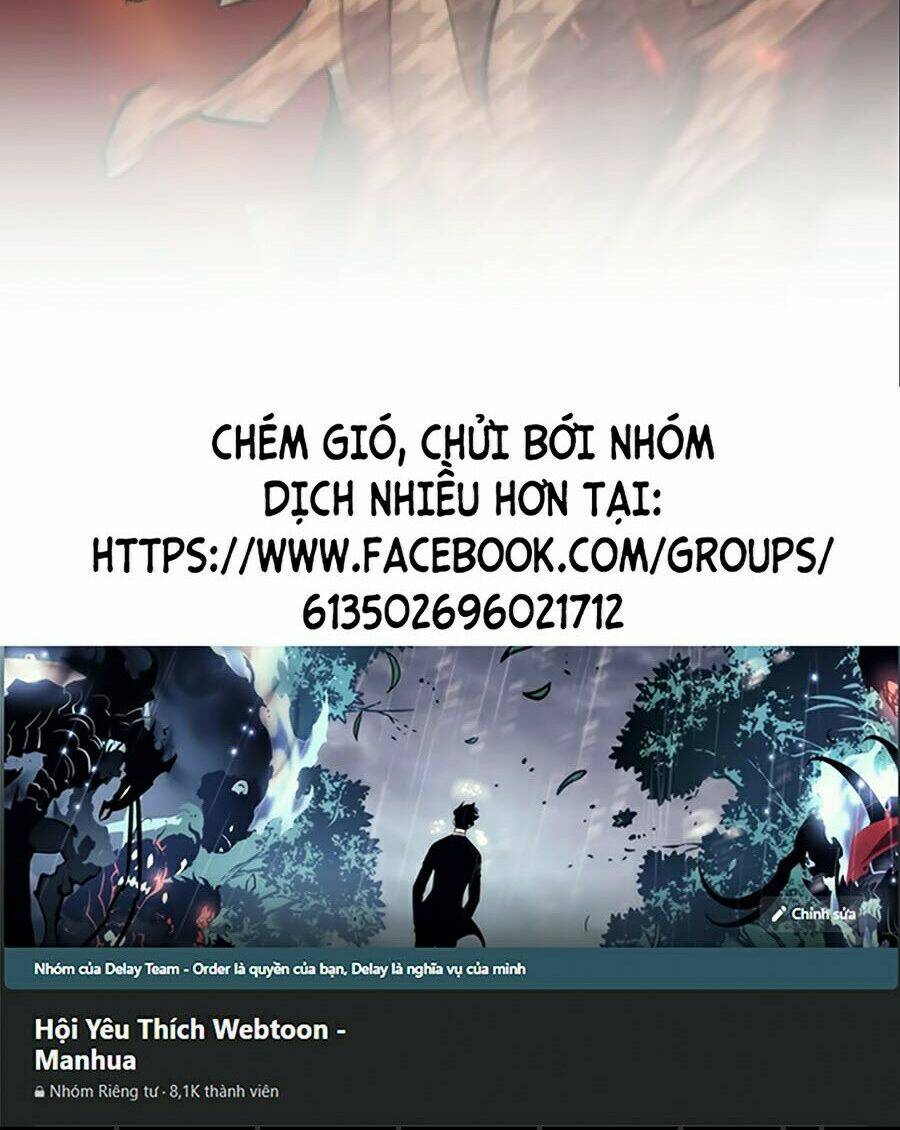 CHÉM GIÓ, CHỬI BỚI NHÓM
DỊCH NHIỀU HƠN TẠI:
HTTPS://WWW.FACEBOOK.COM/GROUPS/
613502696021712
Chỉnh sửa
Nhóm của Delay Team - Order là quyền của bạn, Delay là nghĩa vụ của mình
Hội Yêu Thích Webtoon -
Manhua
Nhóm Riêng tư · 8,1K thành viên